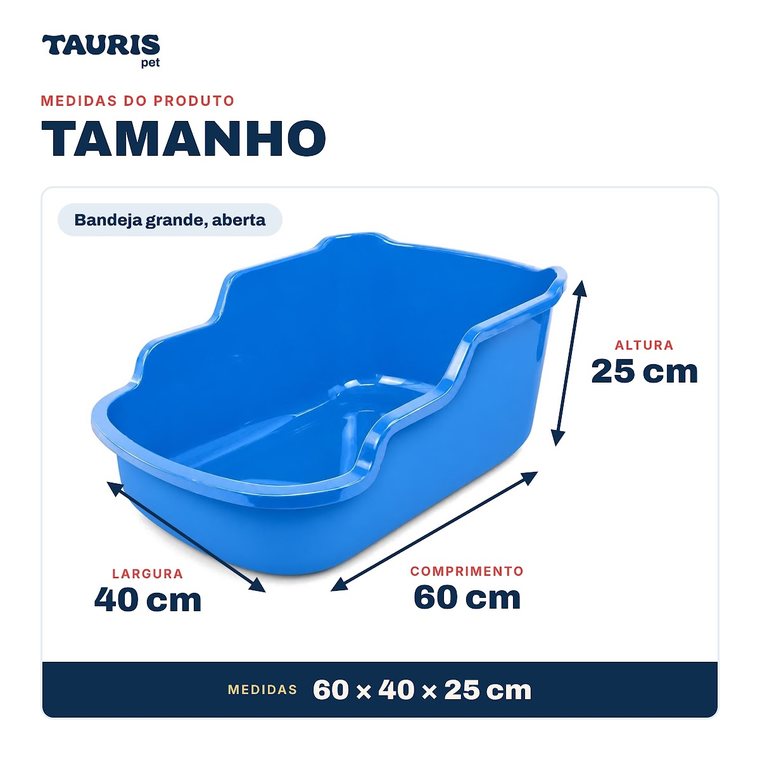 TAURIS
pet
MEDIDAS DO PRODUTO
TAMANHO
Bandeja grande, aberta
ALTURA
25 cm
LARGURA
40 cm
COMPRIMENTO
60 cm
MEDIDAS 60 × 40 × 25 cm